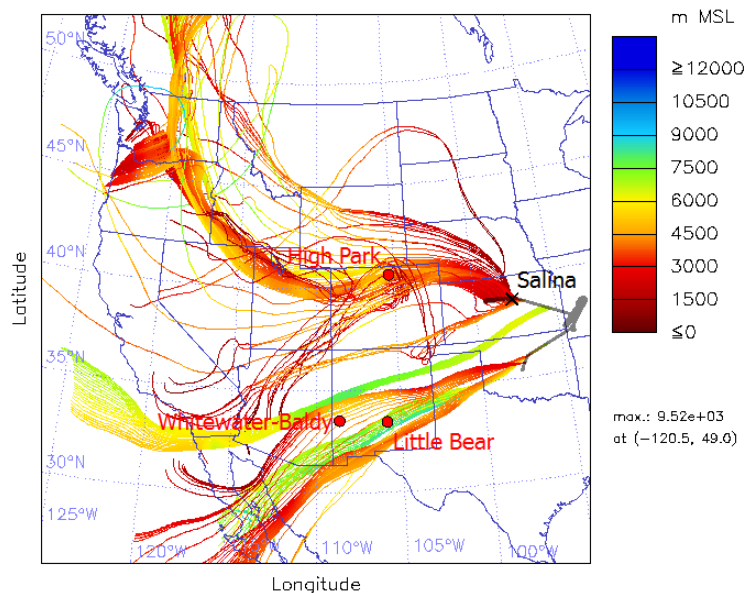 m MSL
50°N
45°N
40°N
35°N
30°N
125°W
120°W
110°W
105°W
100°W
High Park
Salina
Whitewater-Baldy
Little Bear
Latitude
Longitude
≧12000
10500
9000
7500
6000
4500
3000
1500
≤0
max.: 9.52e+03
at (-120.5, 49.0)